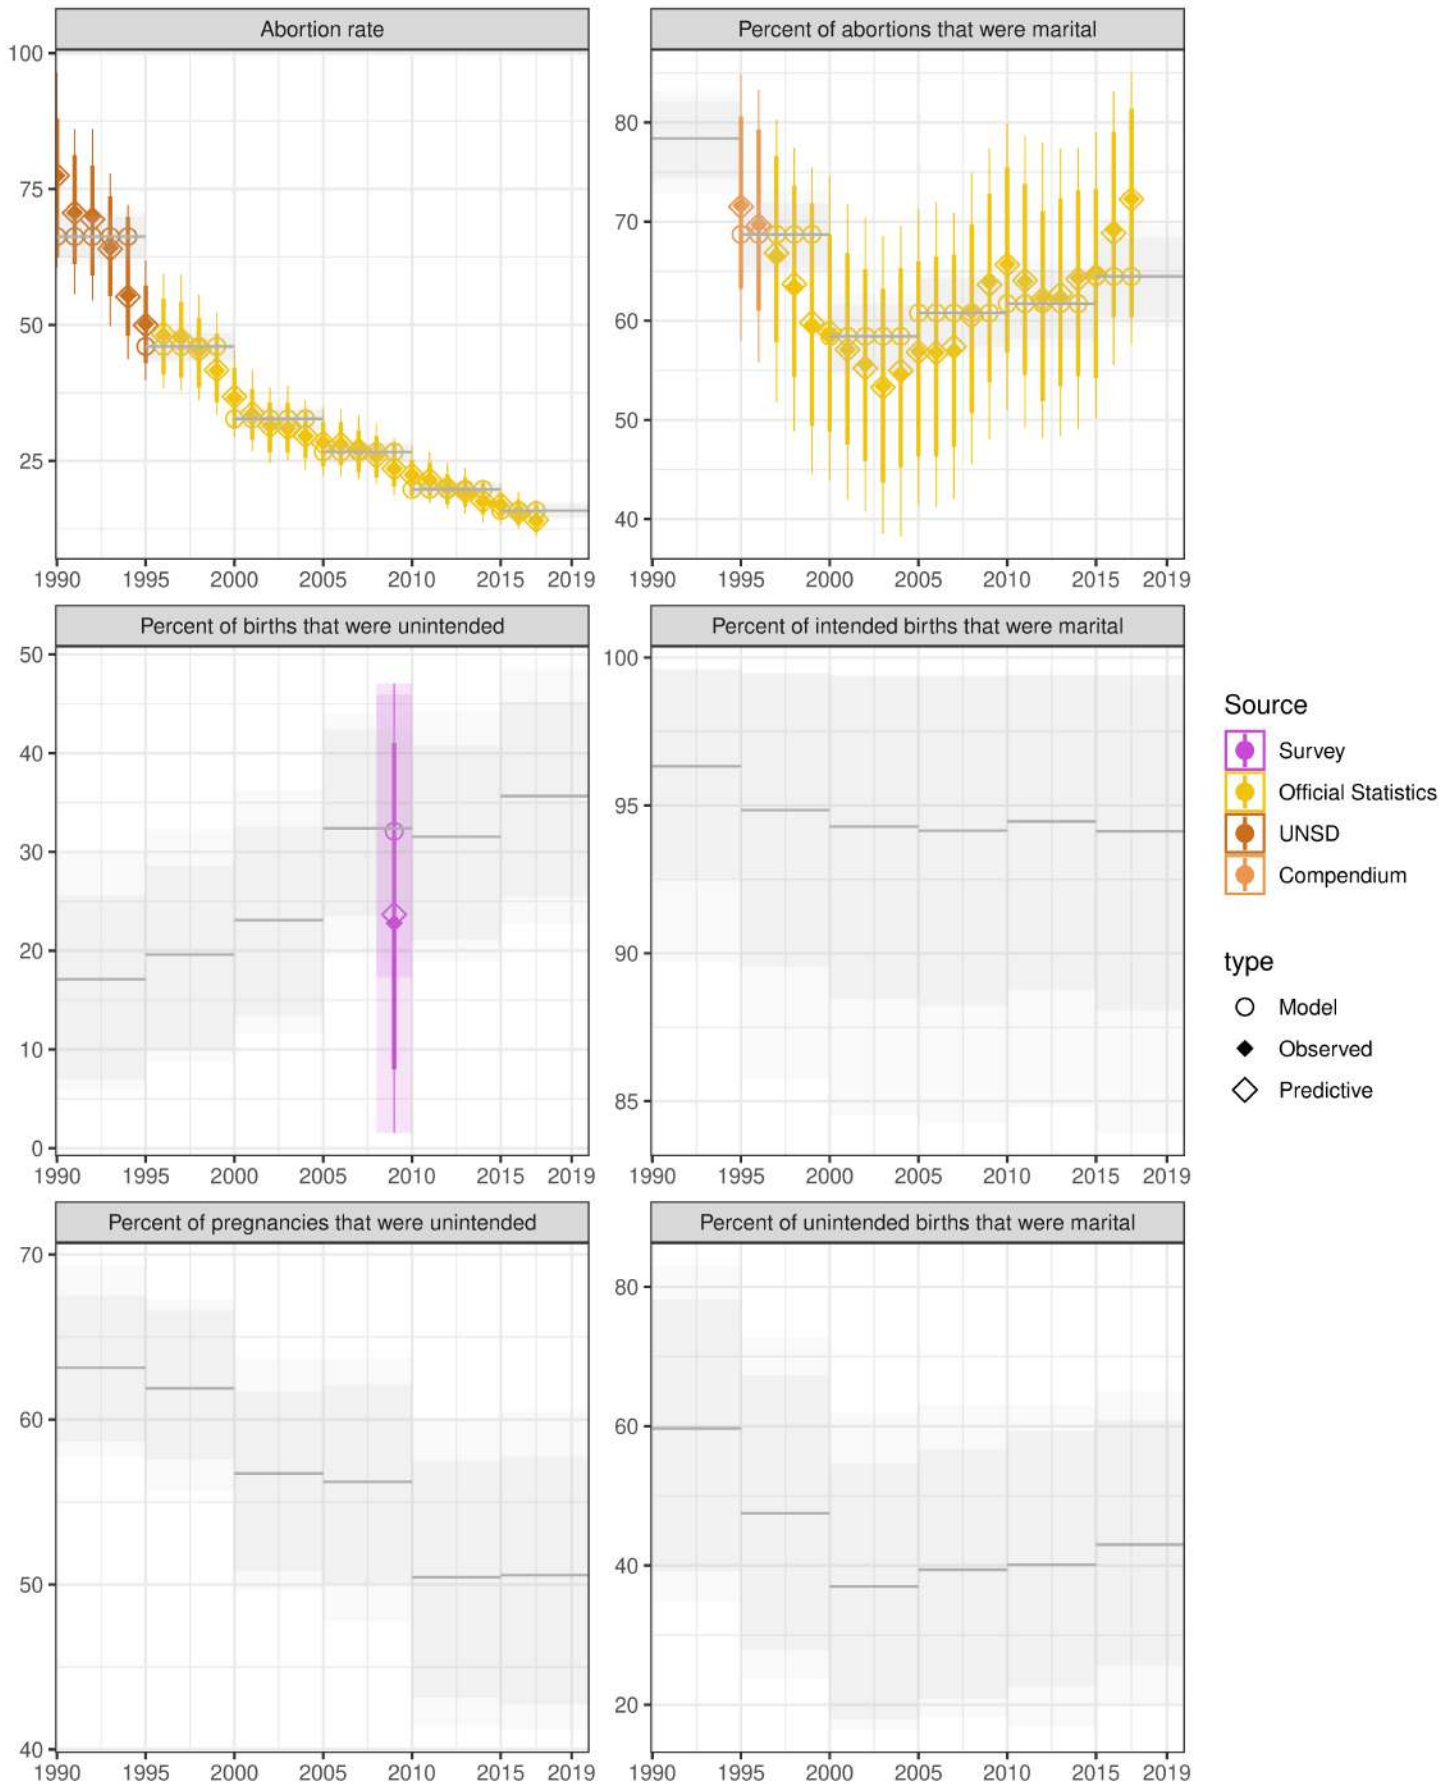 Abortion rate
Percent of abortions that were marital
100
75
50
25
80
70
60
50
40
1990 1995 2000 2005 2010 2015 2019
1990 1995 2000 2005 2010 2015 2019
Percent of births that were unintended
Percent of intended births that were marital
50
40
30
20
10
0
100
95
90
85
1990 1995 2000 2005 2010 2015 2019
1990 1995 2000 2005 2010 2015 2019
Percent of pregnancies that were unintended
Percent of unintended births that were marital
70
60
50
40
80
60
40
20
1990 1995 2000 2005 2010 2015 2019
1990 1995 2000 2005 2010 2015 2019
Source
Survey
Official Statistics
UNSD
Compendium
type
Model
Observed
Predictive